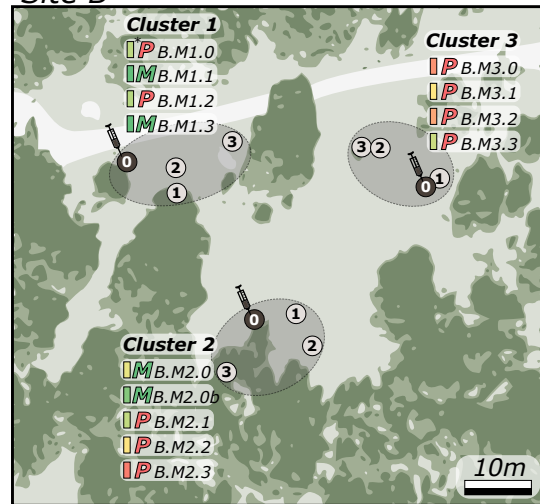 Cluster 1
*P B.M1.0
M B.M1.1
P B.M1.2
M B.M1.3
Cluster 3
P B.M3.0
P B.M3.1
P B.M3.2
P B.M3.3
0
1
2
3
3
2
0
1
0
1
2
3
Cluster 2
M B.M2.0
M B.M2.0b
P B.M2.1
P B.M2.2
P B.M2.3
10m